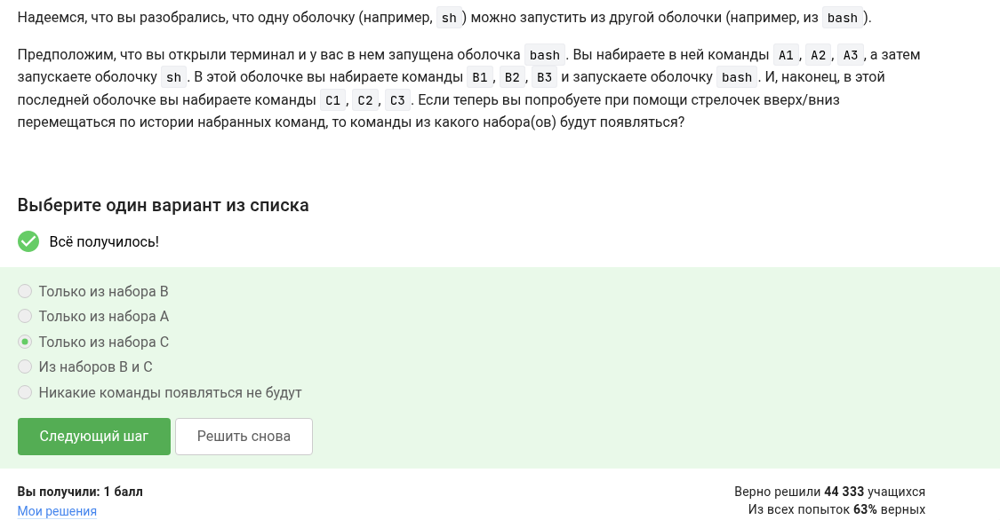 Надеемся, что вы разобрались, что одну оболочку (например, sh) можно запустить из другой оболочки (например, из bash).
Предположим, что вы открыли терминал и у вас в нем запущена оболочка bash. Вы набираете в ней команды A1, A2, A3, а затем
запускаете оболочку sh. В этой оболочке вы набираете команды B1, B2, B3 и запускаете оболочку bash. И, наконец, в этой
последней оболочке вы набираете команды C1, C2, C3. Если теперь вы попробуете при помощи стрелочек вверх/вниз
перемещаться по истории набранных команд, то команды из какого набора(ов) будут появляться?
Выберите один вариант из списка
Всё получилось!
Только из набора B
Только из набора A
Только из набора C
Из наборов B и C
Никакие команды появляться не будут
Следующий шаг Решить снова
Вы получили: 1 балл Верно решили 44 333 учащихся
Мои решения Из всех попыток 63% верных